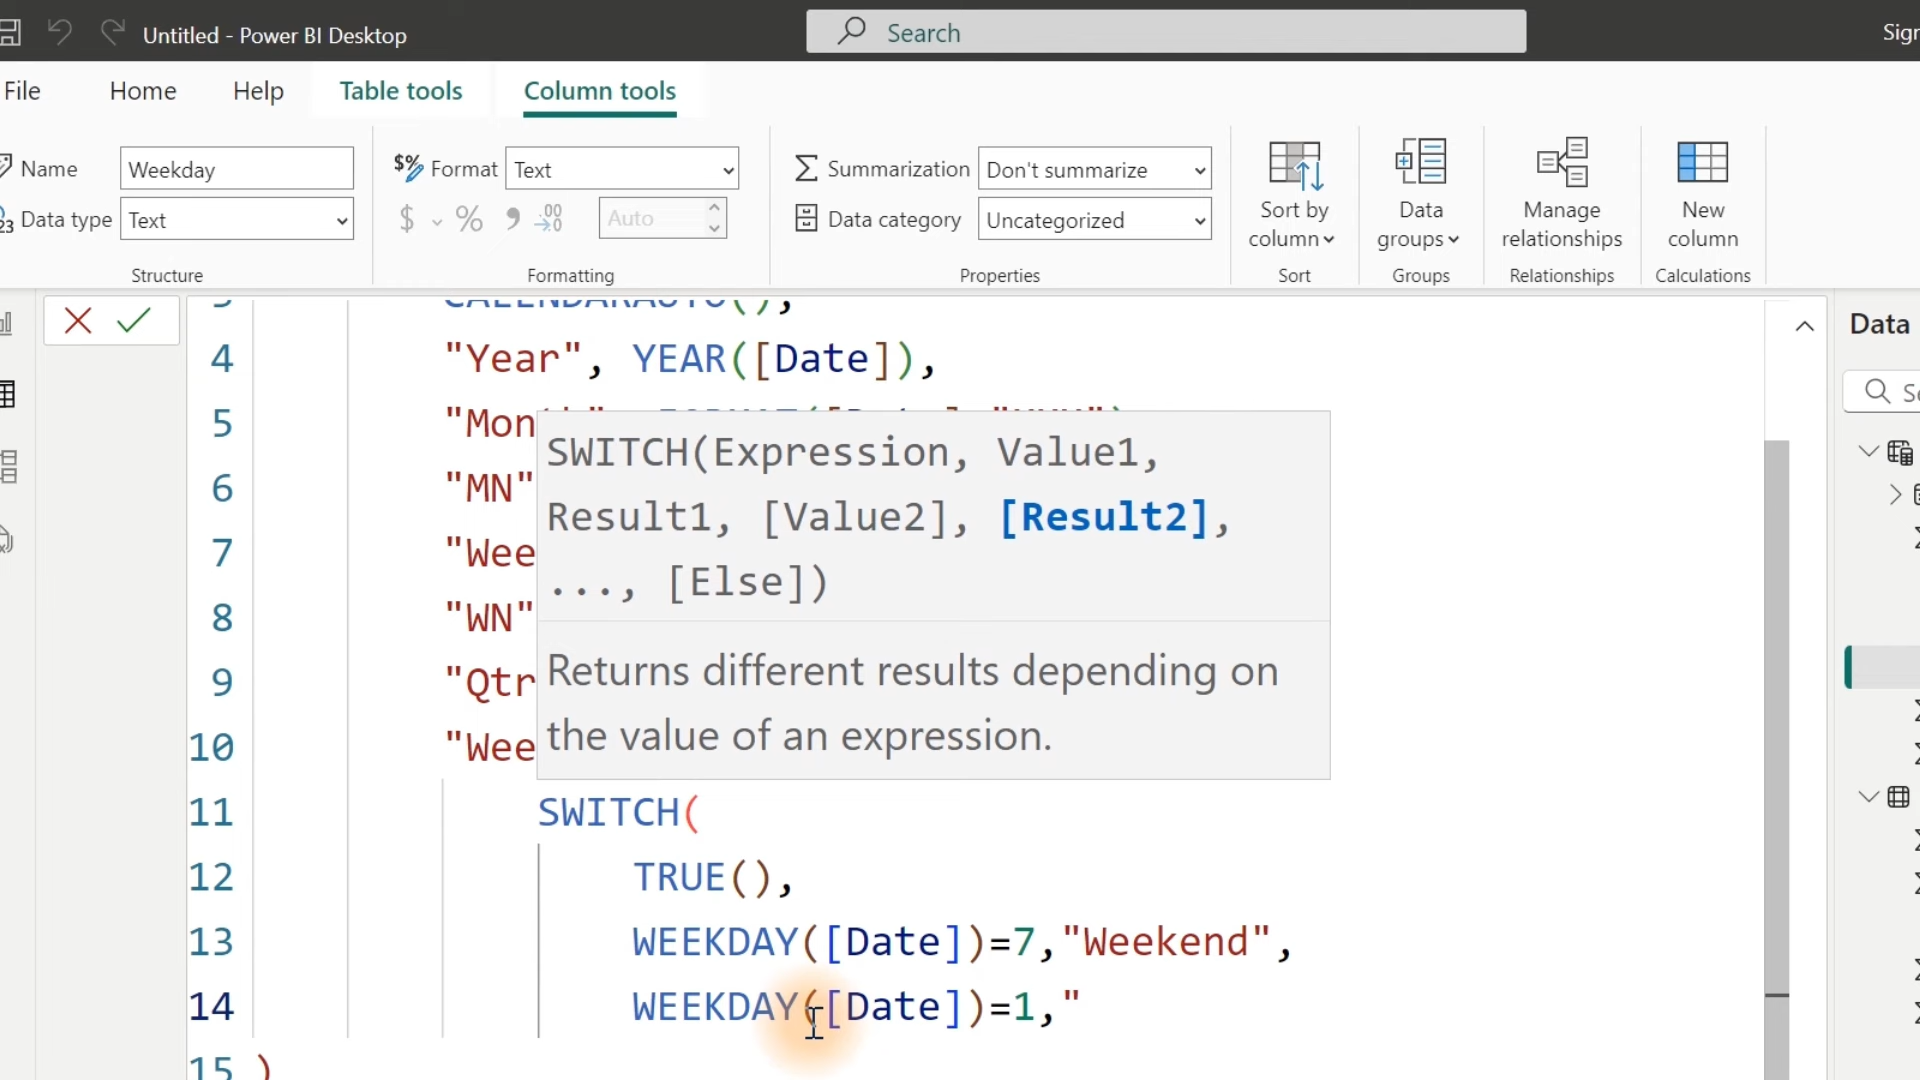 Untitled - Power BI Desktop
Search
File Home Help Table tools Column tools
Name Weekday
Data type Text
Structure
Format Text
$ % 9 .00 Auto
Formatting
Summarization Don't summarize
Data category Uncategorized
Properties
Sort by
column
Sort
Data
groups
Groups
Manage
relationships
Relationships
New
column
Calculations
Data
CALENDARAUTO(),
4 "Year", YEAR([Date]),
5 "Mon
6 "MN"
7 "Wee
8 "WN"
9 "Qtr
10 "Wee
SWITCH(Expression, Value1,
Result1, [Value2], [Result2],
..., [Else])
Returns different results depending on
the value of an expression.
11 SWITCH(
12 TRUE(),
13 WEEKDAY([Date])=7,"Weekend",
14 WEEKDAY([Date])=1,"
15 )